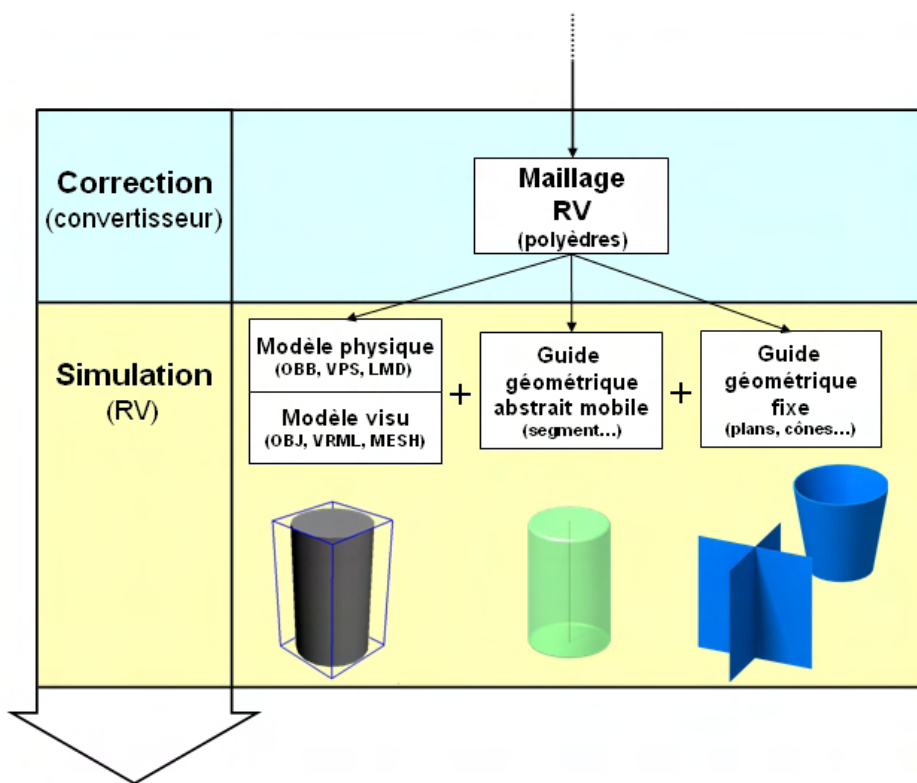 Correction
(convertisseur)
Maillage
RV
(polyèdres)
Simulation
(RV)
Modèle physique
(OBB, VPS, LMD)
Modèle visu
(OBJ, VRML, MESH)
+
Guide
géométrique
abstrait mobile
(segment...)
+
Guide
géométrique
fixe
(plans, cônes...)